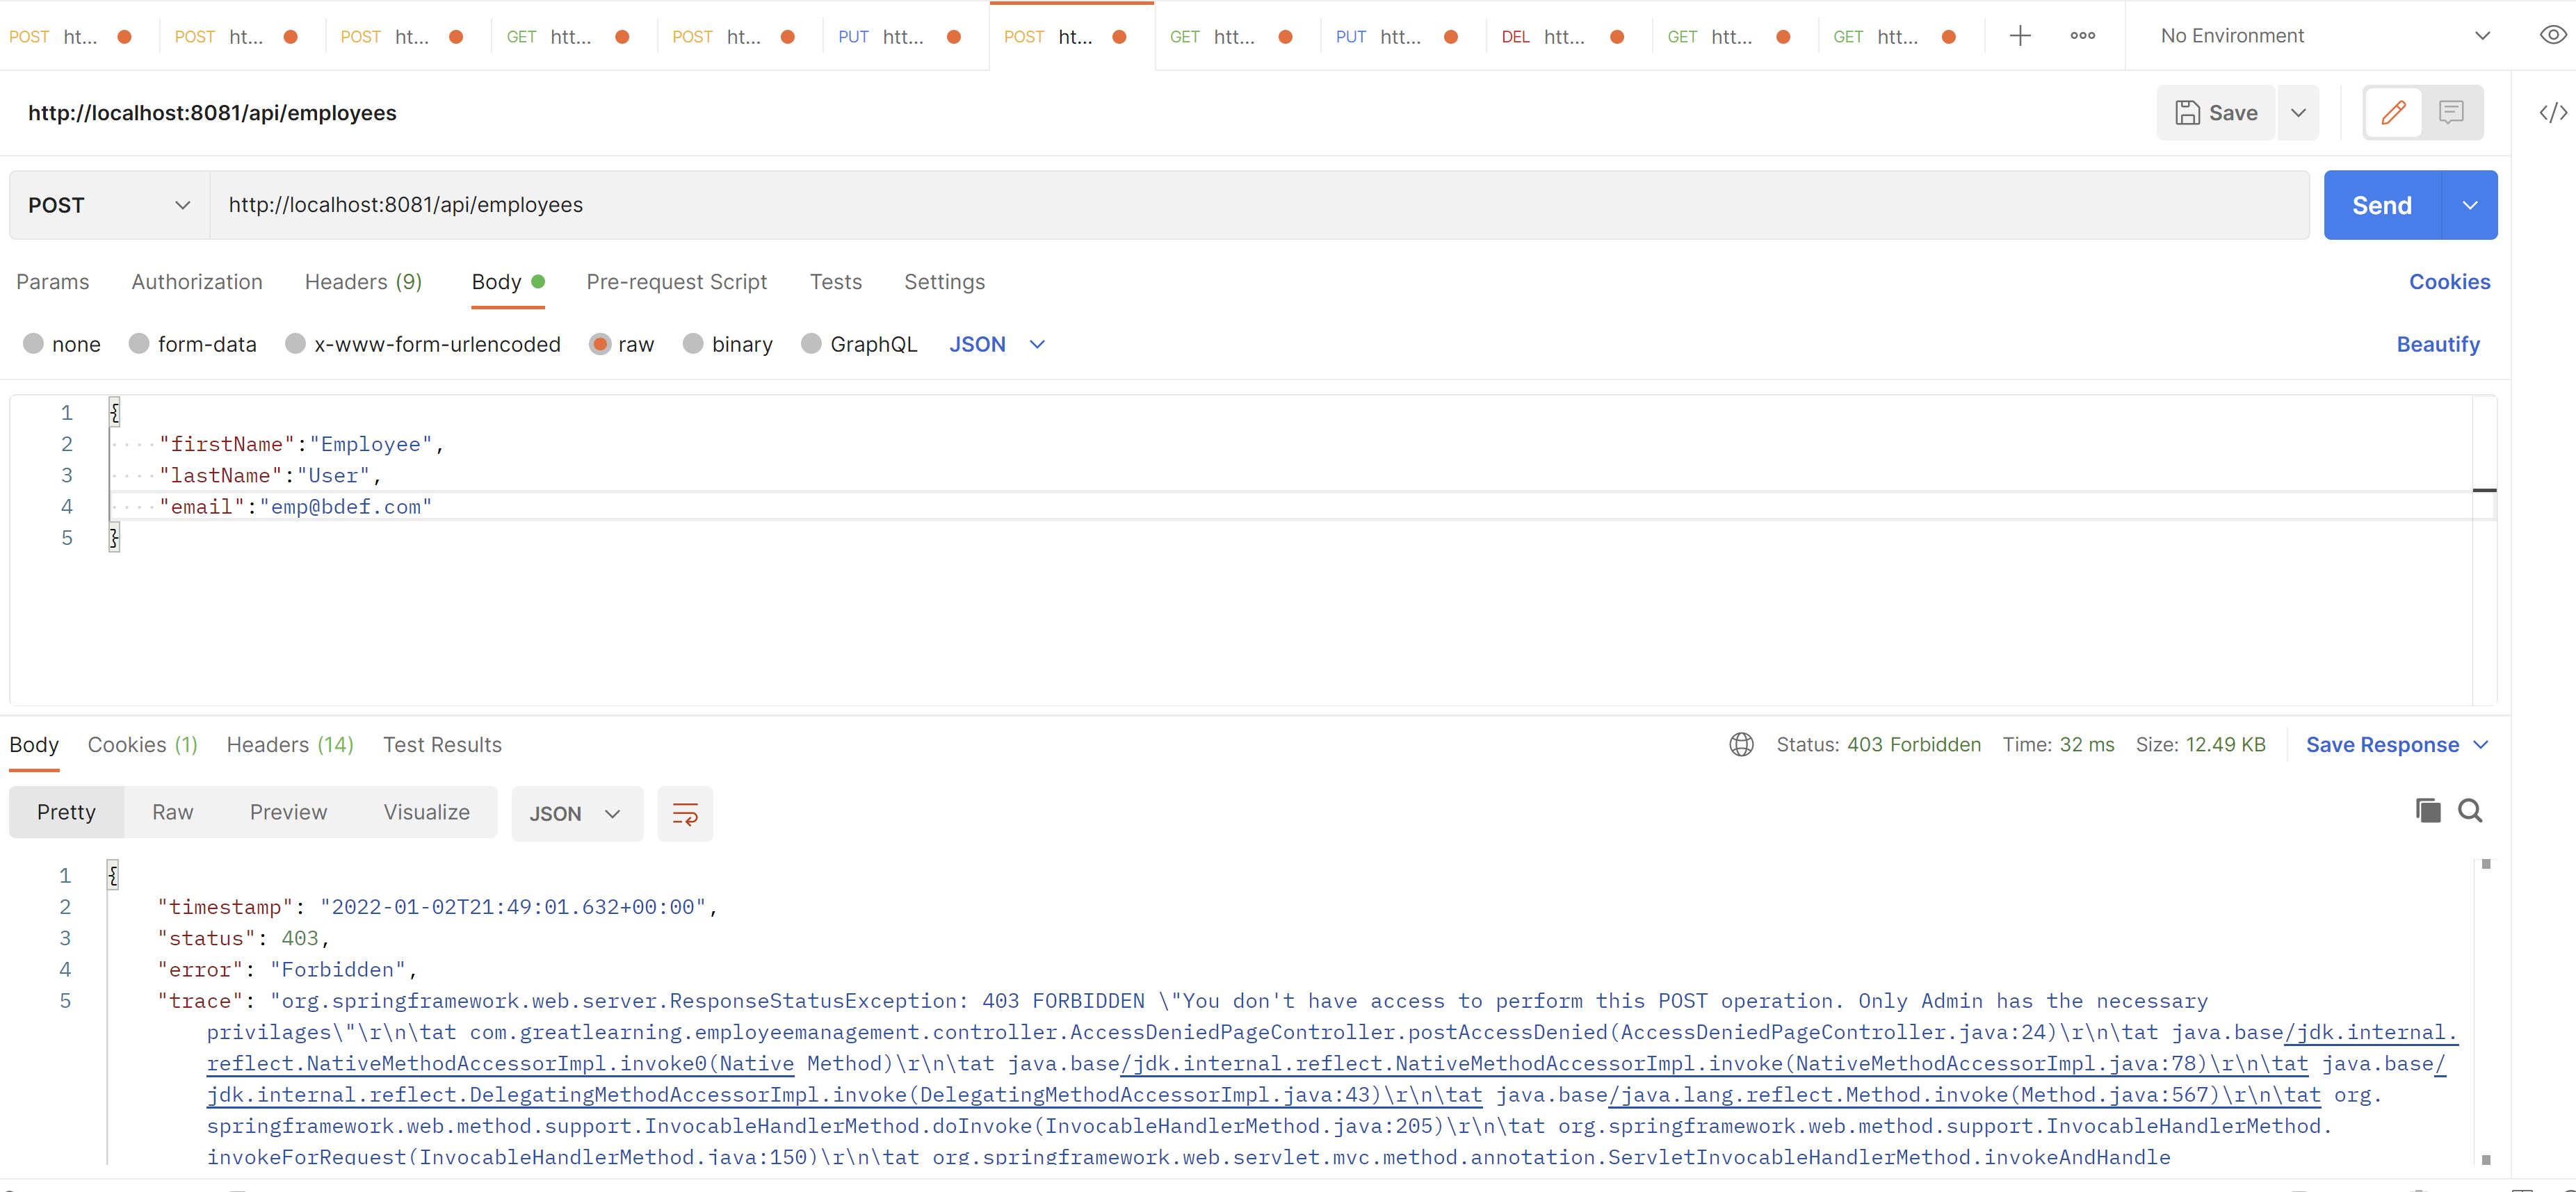 POST ht... POST ht... POST ht... GET htt... POST ht... PUT htt... POST ht... GET htt... PUT htt... DEL htt... GET htt... GET htt... No Environment
http://localhost:8081/api/employees Save
POST http://localhost:8081/api/employees Send
Params Authorization Headers (9) Body Pre-request Script Tests Settings Cookies
none form-data x-www-form-urlencoded raw binary GraphQL JSON Beautify
1 {
2 "firstName":"Employee",
3 "lastName":"User",
4 "email":"emp@bdef.com"
5 }
Body Cookies (1) Headers (14) Test Results Status: 403 Forbidden Time: 32 ms Size: 12.49 KB Save Response
Pretty Raw Preview Visualize JSON
1 {
2 "timestamp": "2022-01-02T21:49:01.632+00:00",
3 "status": 403,
4 "error": "Forbidden",
5 "trace": "org.springframework.web.server.ResponseStatusException: 403 FORBIDDEN \"You don't have access to perform this POST operation. Only Admin has the necessary
privilages\"\r\n\tat com.greatlearning.employeemanagement.controller.AccessDeniedPageController.postAccessDenied(AccessDeniedPageController.java:24)\r\n\tat java.base/jdk.internal.
reflect.NativeMethodAccessorImpl.invoke0(Native Method)\r\n\tat java.base/jdk.internal.reflect.NativeMethodAccessorImpl.invoke(NativeMethodAccessorImpl.java:78)\r\n\tat java.base/
jdk.internal.reflect.DelegatingMethodAccessorImpl.invoke(DelegatingMethodAccessorImpl.java:43)\r\n\tat java.base/java.lang.reflect.Method.invoke(Method.java:567)\r\n\tat org.
springframework.web.method.support.InvocableHandlerMethod.doInvoke(InvocableHandlerMethod.java:205)\r\n\tat org.springframework.web.method.support.InvocableHandlerMethod.
invokeForRequest(InvocableHandlerMethod.java:150)\r\n\tat org.springframework.web.servlet.mvc.method.annotation.ServletInvocableHandlerMethod.invokeAndHandle